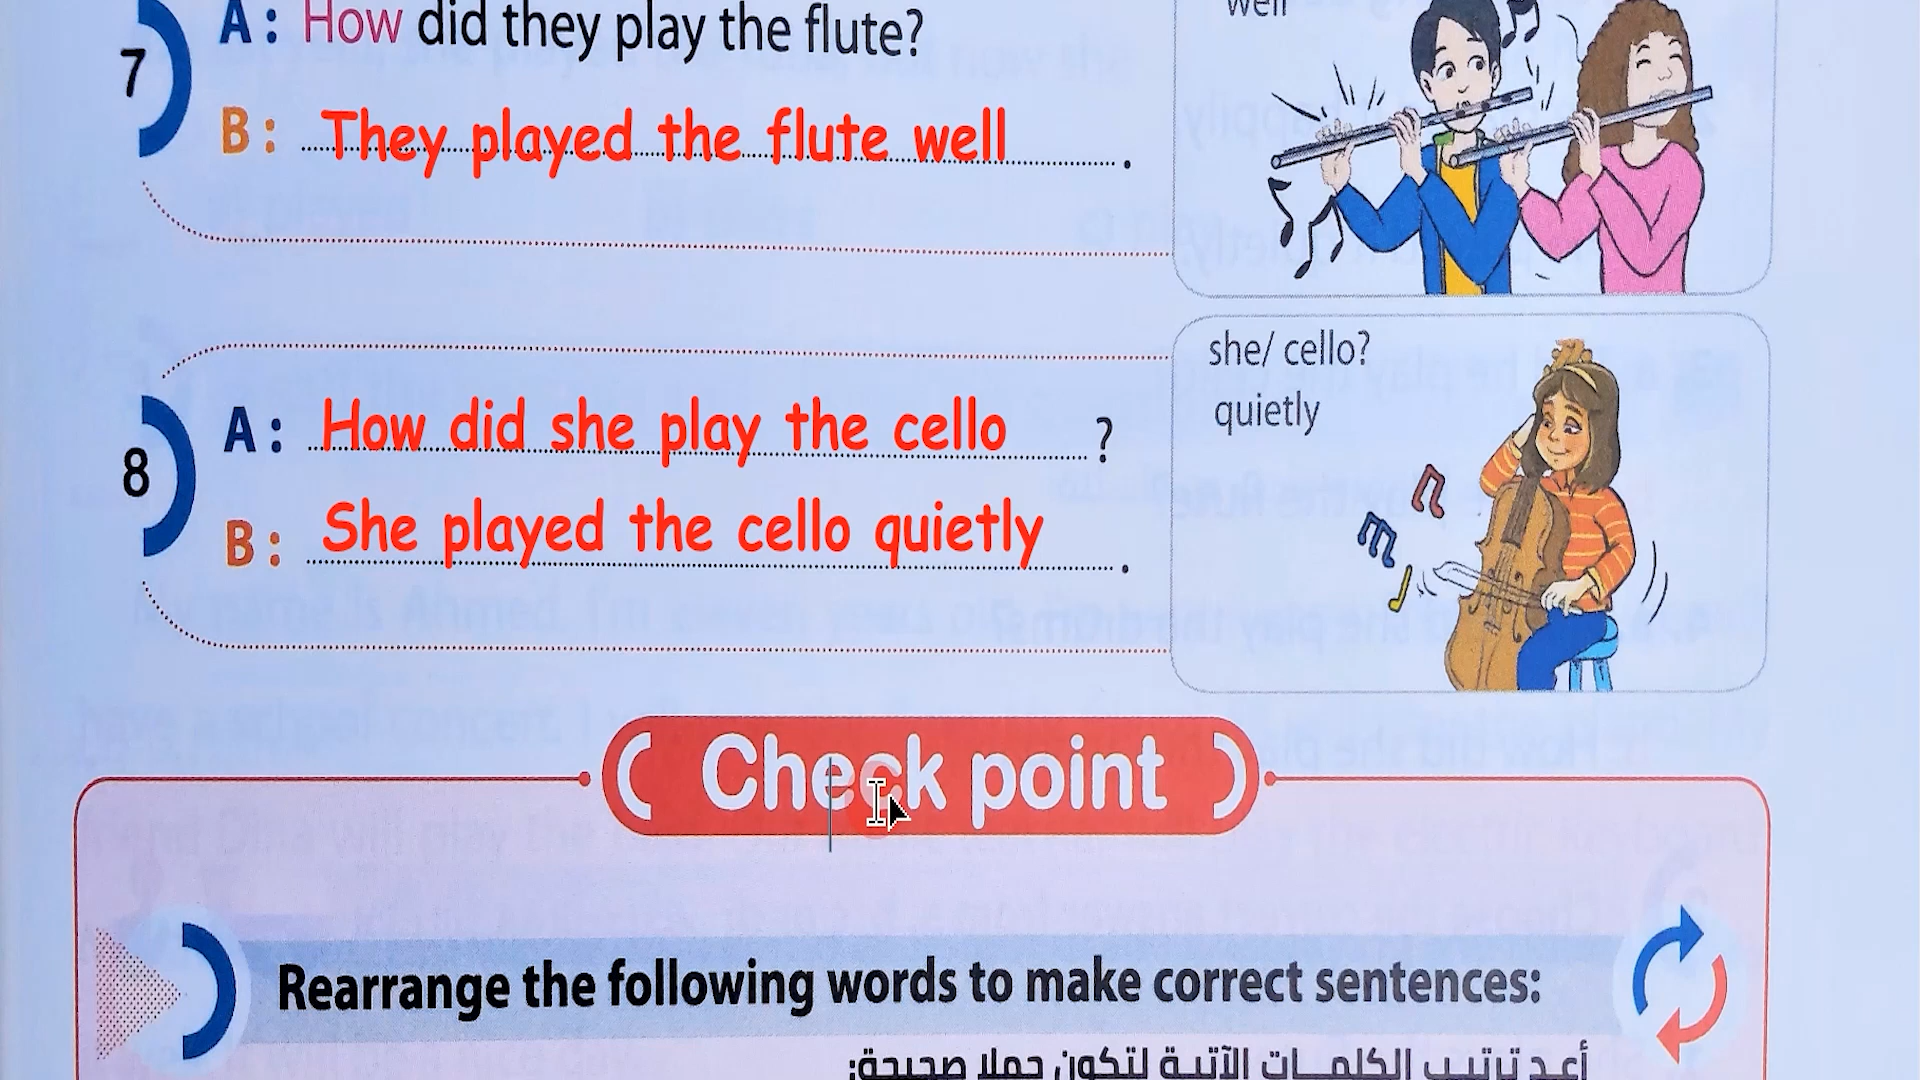 well
7
A: How did they play the flute?
B: They played the flute well.
she/ cello?
quietly
8
A: How did she play the cello?
B: She played the cello quietly.
Check point
Rearrange the following words to make correct sentences:
أعد ترتيب الكلمات الآتية لتكون جملا صحيحة: